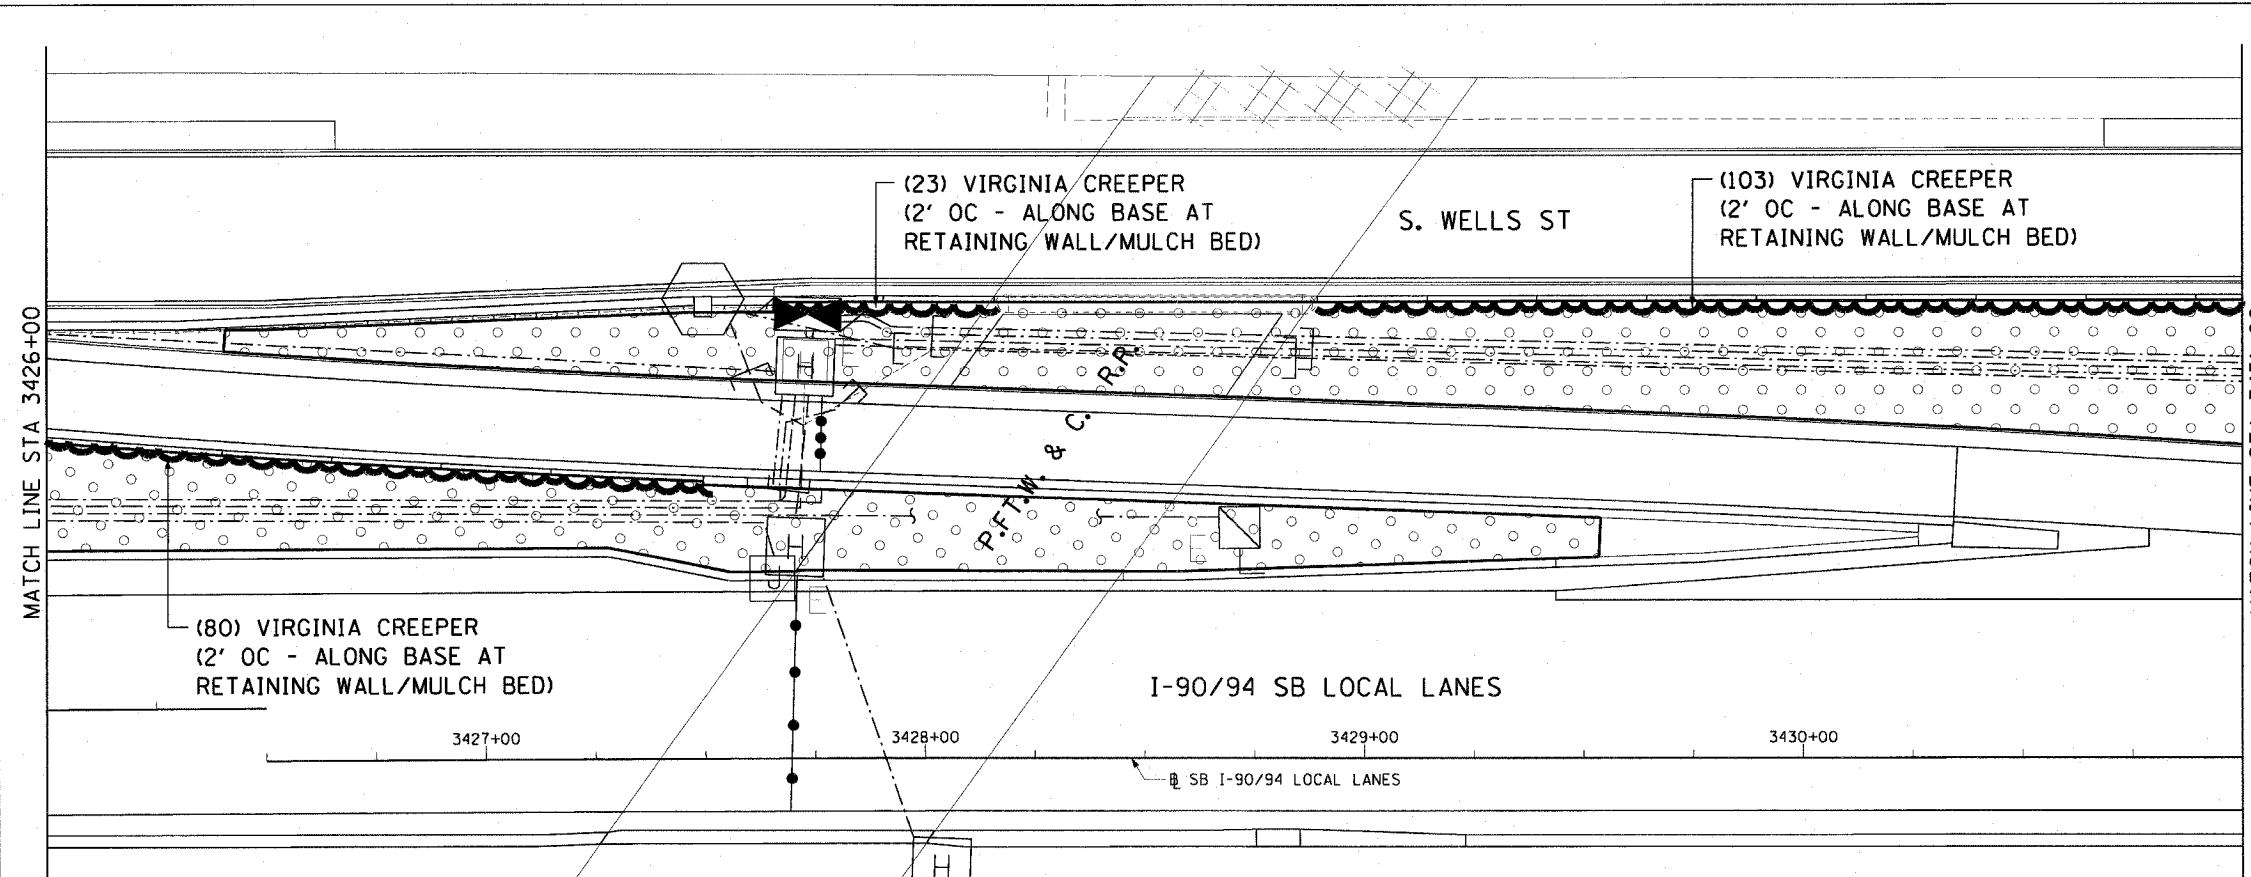 (23) VIRGINIA CREEPER
(2' OC - ALONG BASE AT
RETAINING WALL/MULCH BED)
S. WELLS ST
(103) VIRGINIA CREEPER
(2' OC - ALONG BASE AT
RETAINING WALL/MULCH BED)
MATCH LINE STA 3426+00
H
P.FT.W. & C. R.R.
E
E
(80) VIRGINIA CREEPER
(2' OC - ALONG BASE AT
RETAINING WALL/MULCH BED)
I-90/94 SB LOCAL LANES
3427+00
3428+00
3429+00
3430+00
SB I-90/94 LOCAL LANES
H